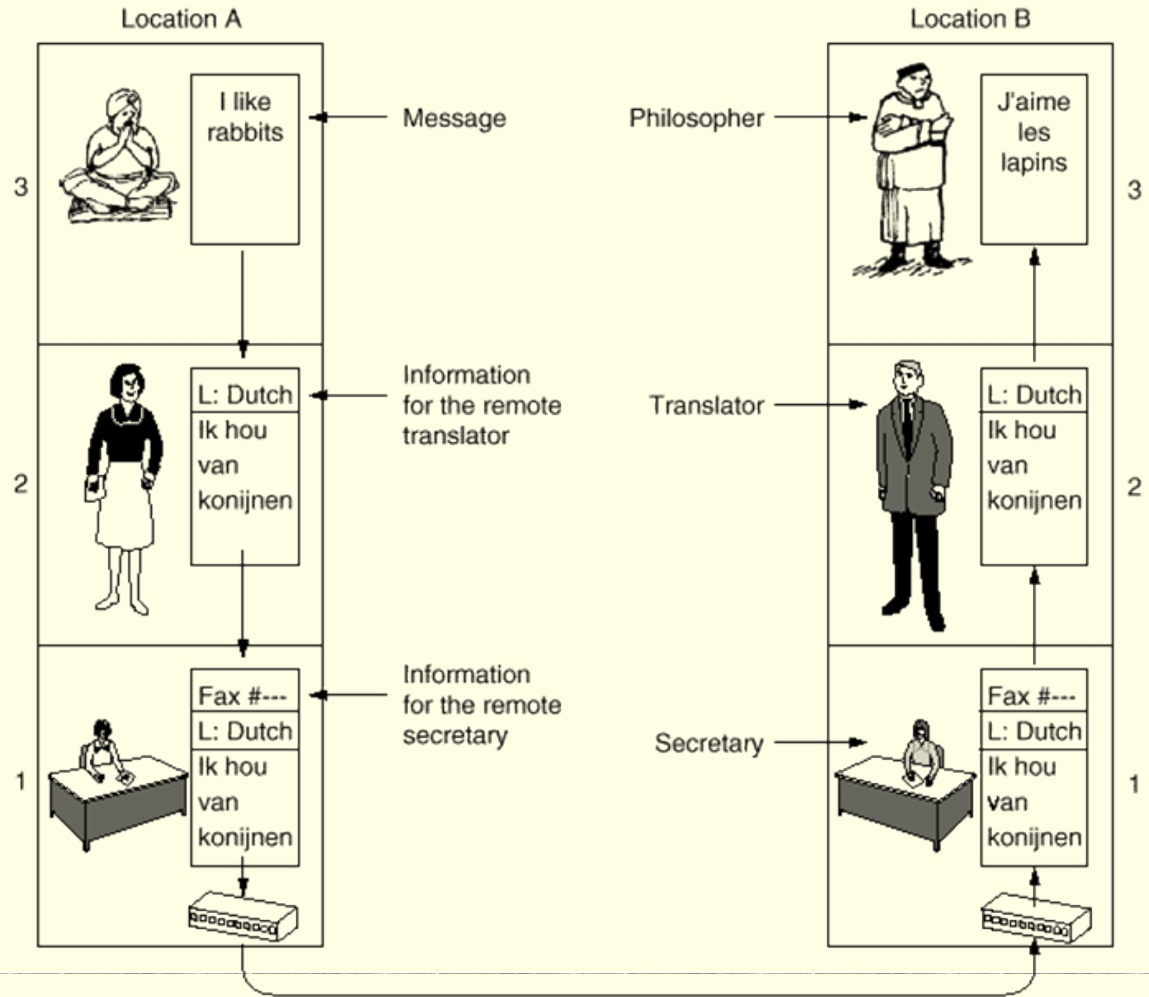 Location A
Location B
I like
rabbits
Message
Philosopher
J'aime
les
lapins
3
3
L: Dutch
Ik hou
van
konijnen
Information
for the remote
translator
Translator
L: Dutch
Ik hou
van
konijnen
2
2
Fax #---
L: Dutch
Ik hou
van
konijnen
Information
for the remote
secretary
Secretary
Fax #---
L: Dutch
Ik hou
van
konijnen
1
1